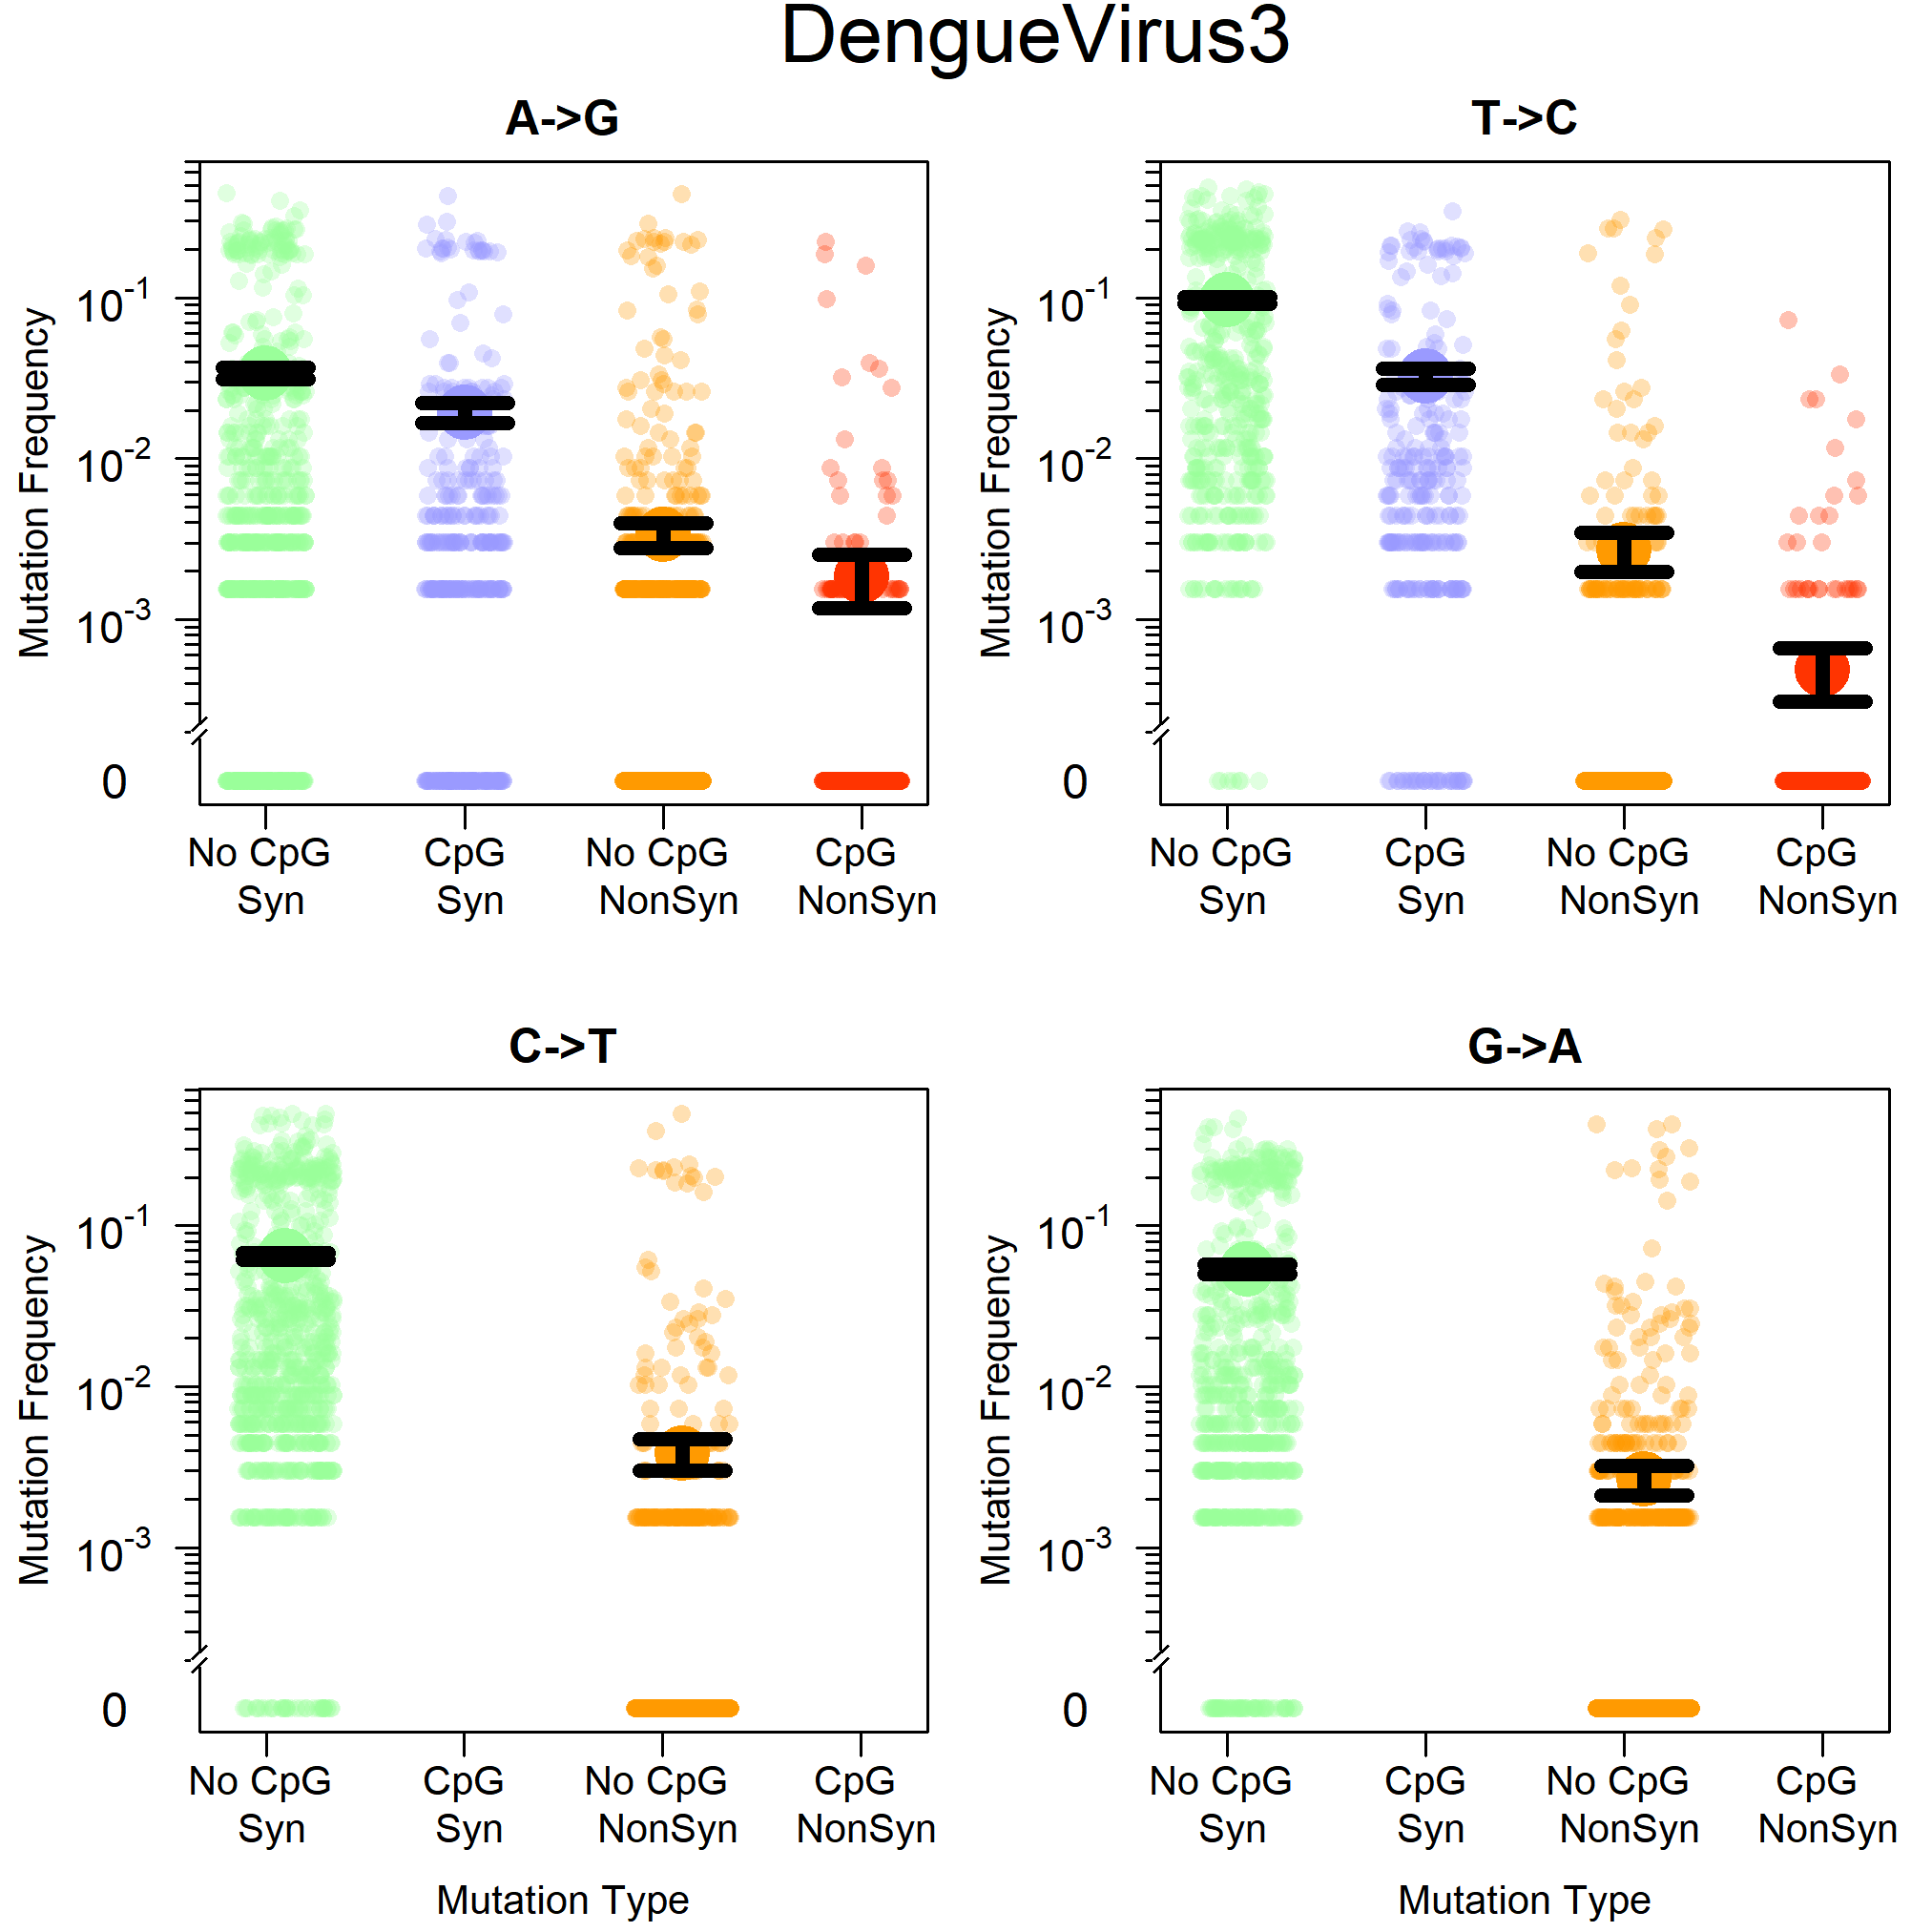 DengueVirus3
A->G
Mutation Frequency
10-1
10-2
10-3
0
No CpG CpG No CpG CpG
Syn Syn NonSyn NonSyn
T->C
Mutation Frequency
10-1
10-2
10-3
0
No CpG CpG No CpG CpG
Syn Syn NonSyn NonSyn
C->T
Mutation Frequency
10-1
10-2
10-3
0
No CpG CpG No CpG CpG
Syn Syn NonSyn NonSyn
Mutation Type
G->A
Mutation Frequency
10-1
10-2
10-3
0
No CpG CpG No CpG CpG
Syn Syn NonSyn NonSyn
Mutation Type